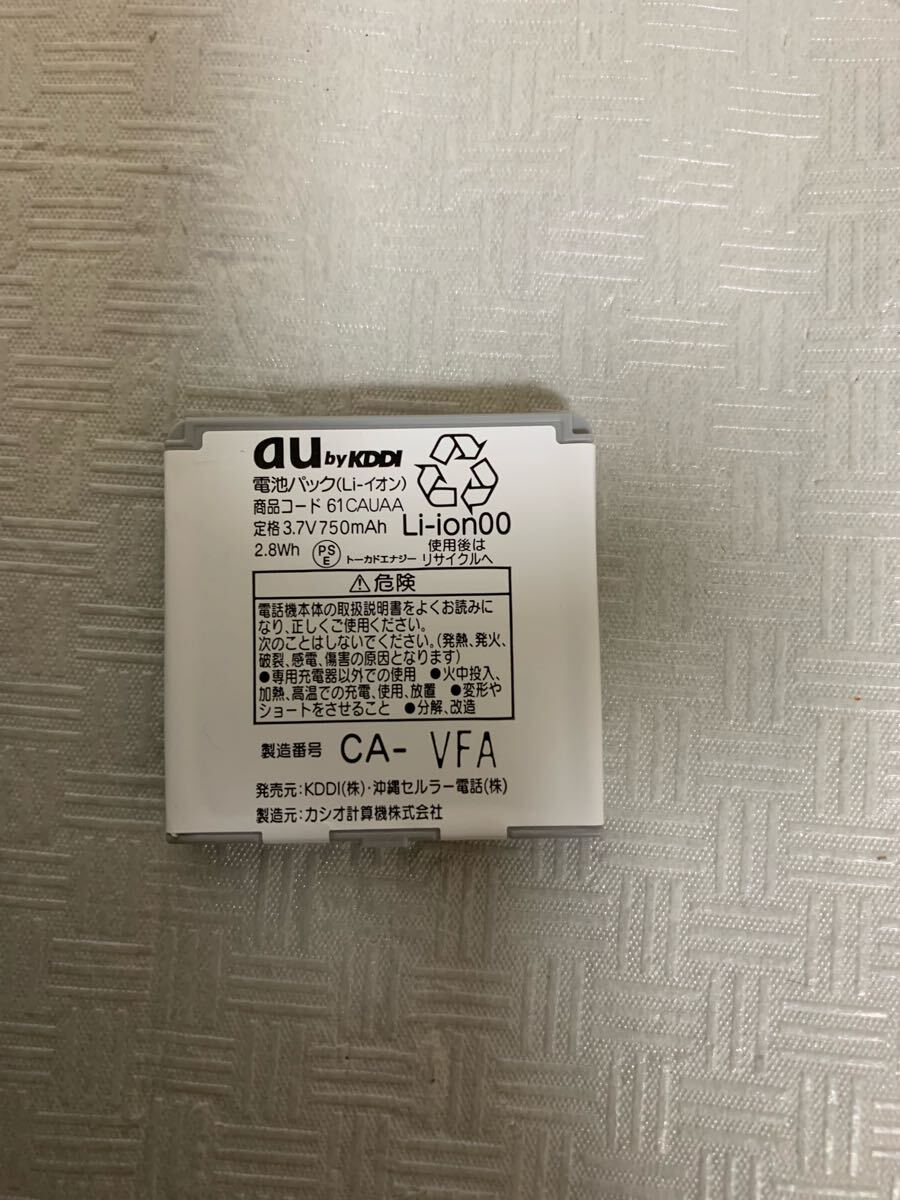 au by KDDI
電池パック(Li-イオン)
商品コード 61CAUAA
定格 3.7V 750mAh Li-ion00
2.8Wh PSE トーカドエナジー 使用後は
リサイクルへ
⚠危険
電話機本体の取扱説明書をよくお読みに
なり、正しくご使用ください。
次のことはしないでください。(発熱、発火、
破裂、感電、傷害の原因となります)
●専用充電器以外での使用 ●火中投入、
加熱、高温での充電、使用、放置 ●変形や
ショートをさせること ●分解、改造
製造番号 CA- VFA
発売元:KDDI(株)・沖縄セルラー電話(株)
製造元:カシオ計算機株式会社